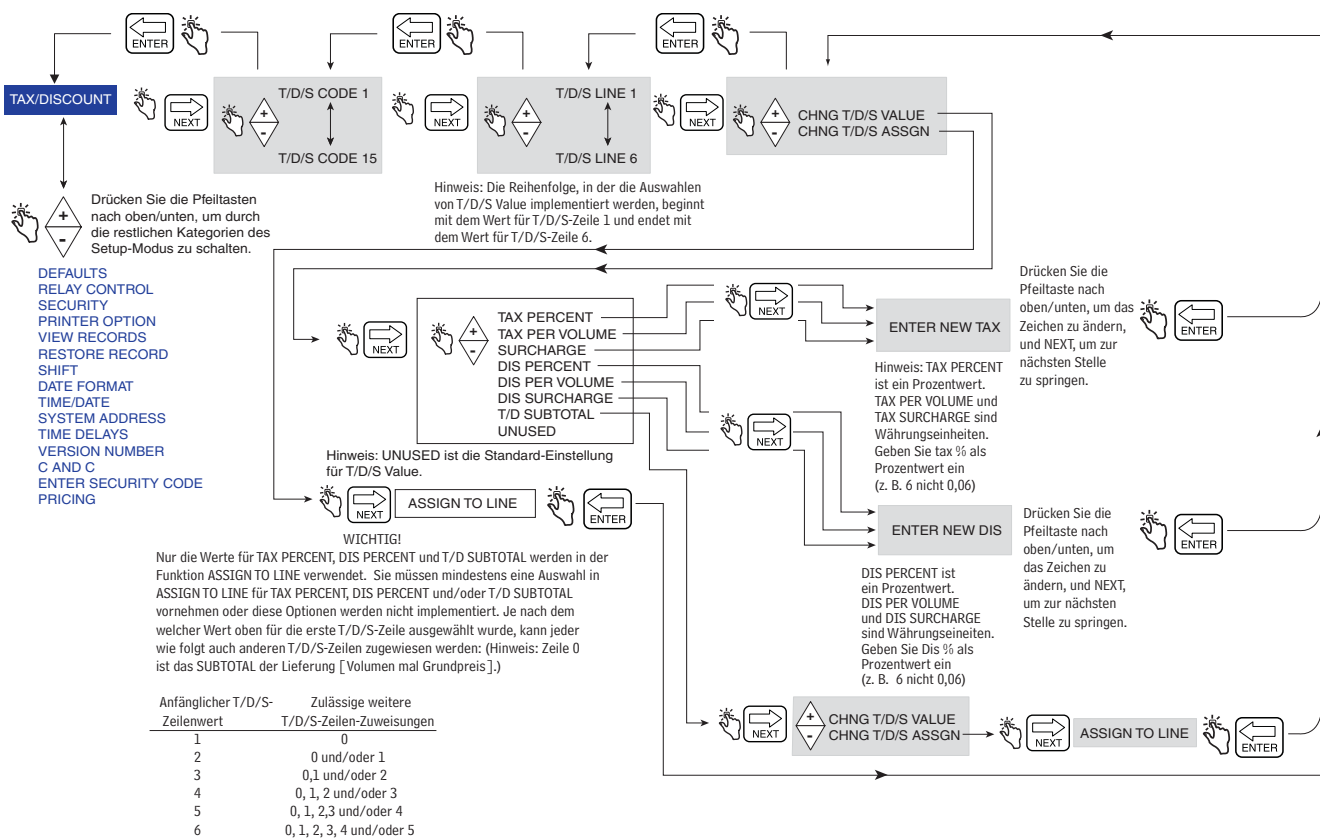 ENTER
ENTER
ENTER
TAX/DISCOUNT
NEXT
+
-
T/D/S CODE 1
T/D/S CODE 15
NEXT
+
-
T/D/S LINE 1
T/D/S LINE 6
NEXT
+
-
CHNG T/D/S VALUE
CHNG T/D/S ASSGN
Hinweis: Die Reihenfolge, in der die Auswahlen
von T/D/S Value implementiert werden, beginnt
mit dem Wert für T/D/S-Zeile 1 und endet mit
dem Wert für T/D/S-Zeile 6.
+
-
Drücken Sie die Pfeiltasten
nach oben/unten, um durch
die restlichen Kategorien des
Setup-Modus zu schalten.
DEFAULTS
RELAY CONTROL
SECURITY
PRINTER OPTION
VIEW RECORDS
RESTORE RECORD
SHIFT
DATE FORMAT
TIME/DATE
SYSTEM ADDRESS
TIME DELAYS
VERSION NUMBER
C AND C
ENTER SECURITY CODE
PRICING
NEXT
+
-
TAX PERCENT
TAX PER VOLUME
SURCHARGE
DIS PERCENT
DIS PER VOLUME
DIS SURCHARGE
T/D SUBTOTAL
UNUSED
Hinweis: UNUSED ist die Standard-Einstellung
für T/D/S Value.
NEXT
ENTER NEW TAX
Drücken Sie die
Pfeiltaste nach
oben/unten, um das
Zeichen zu ändern,
und NEXT, um zur
nächsten Stelle
zu springen.
ENTER
Hinweis: TAX PERCENT
ist ein Prozentwert.
TAX PER VOLUME und
TAX SURCHARGE sind
Währungseinheiten.
Geben Sie tax % als
Prozentwert ein
(z. B. 6 nicht 0,06)
NEXT
ENTER NEW DIS
Drücken Sie die
Pfeiltaste nach
oben/unten, um
das Zeichen zu
ändern, und NEXT,
um zur nächsten
Stelle zu springen.
ENTER
DIS PERCENT ist
ein Prozentwert.
DIS PER VOLUME
und DIS SURCHARGE
sind Währungseineiten.
Geben Sie Dis % als
Prozentwert ein
(z. B. 6 nicht 0,06)
NEXT
ASSIGN TO LINE
ENTER
WICHTIG!
Nur die Werte für TAX PERCENT, DIS PERCENT und T/D SUBTOTAL werden in der
Funktion ASSIGN TO LINE verwendet. Sie müssen mindestens eine Auswahl in
ASSIGN TO LINE für TAX PERCENT, DIS PERCENT und/oder T/D SUBTOTAL
vornehmen oder diese Optionen werden nicht implementiert. Je nach dem
welcher Wert oben für die erste T/D/S-Zeile ausgewählt wurde, kann jeder
wie folgt auch anderen T/D/S-Zeilen zugewiesen werden: (Hinweis: Zeile 0
ist das SUBTOTAL der Lieferung [Volumen mal Grundpreis].)
NEXT
+
-
CHNG T/D/S VALUE
CHNG T/D/S ASSGN
NEXT
ASSIGN TO LINE
ENTER
Anfänglicher T/D/S- Zulässige weitere
Zeilenwert T/D/S-Zeilen-Zuweisungen
1 0
2 0 und/oder 1
3 0,1 und/oder 2
4 0, 1, 2 und/oder 3
5 0, 1, 2,3 und/oder 4
6 0, 1, 2, 3, 4 und/oder 5